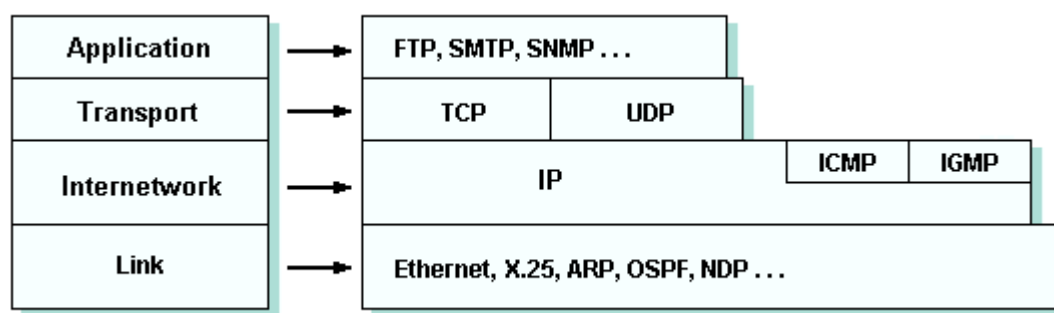 Application
FTP, SMTP, SNMP . . .
Transport
TCP
UDP
Internetwork
IP
ICMP
IGMP
Link
Ethernet, X.25, ARP, OSPF, NDP . . .